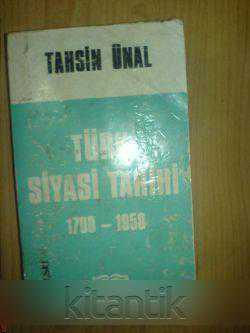 TAHSİN ÜNAL
TÜRK
SİYASİ TARİHİ
1700 - 1958
kitantik